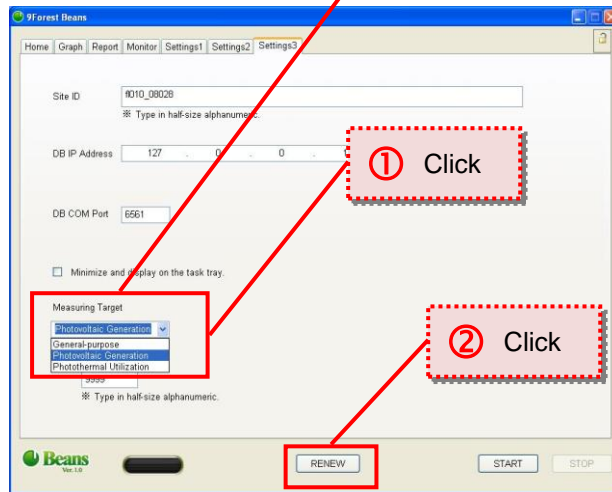 9Forest Beans
Home Graph Report Monitor Settings1 Settings2 Settings3
Site ID fl010_08028
※ Type in half-size alphanumeric.
DB IP Address 127 . 0 . 0 .
① Click
DB COM Port 6561
Minimize and display on the task tray.
Measuring Target
Photovoltaic Generation
General-purpose
Photovoltaic Generation
Photothermal Utilization
② Click
9999
※ Type in half-size alphanumeric.
Beans
Ver. 1.0
RENEW START STOP